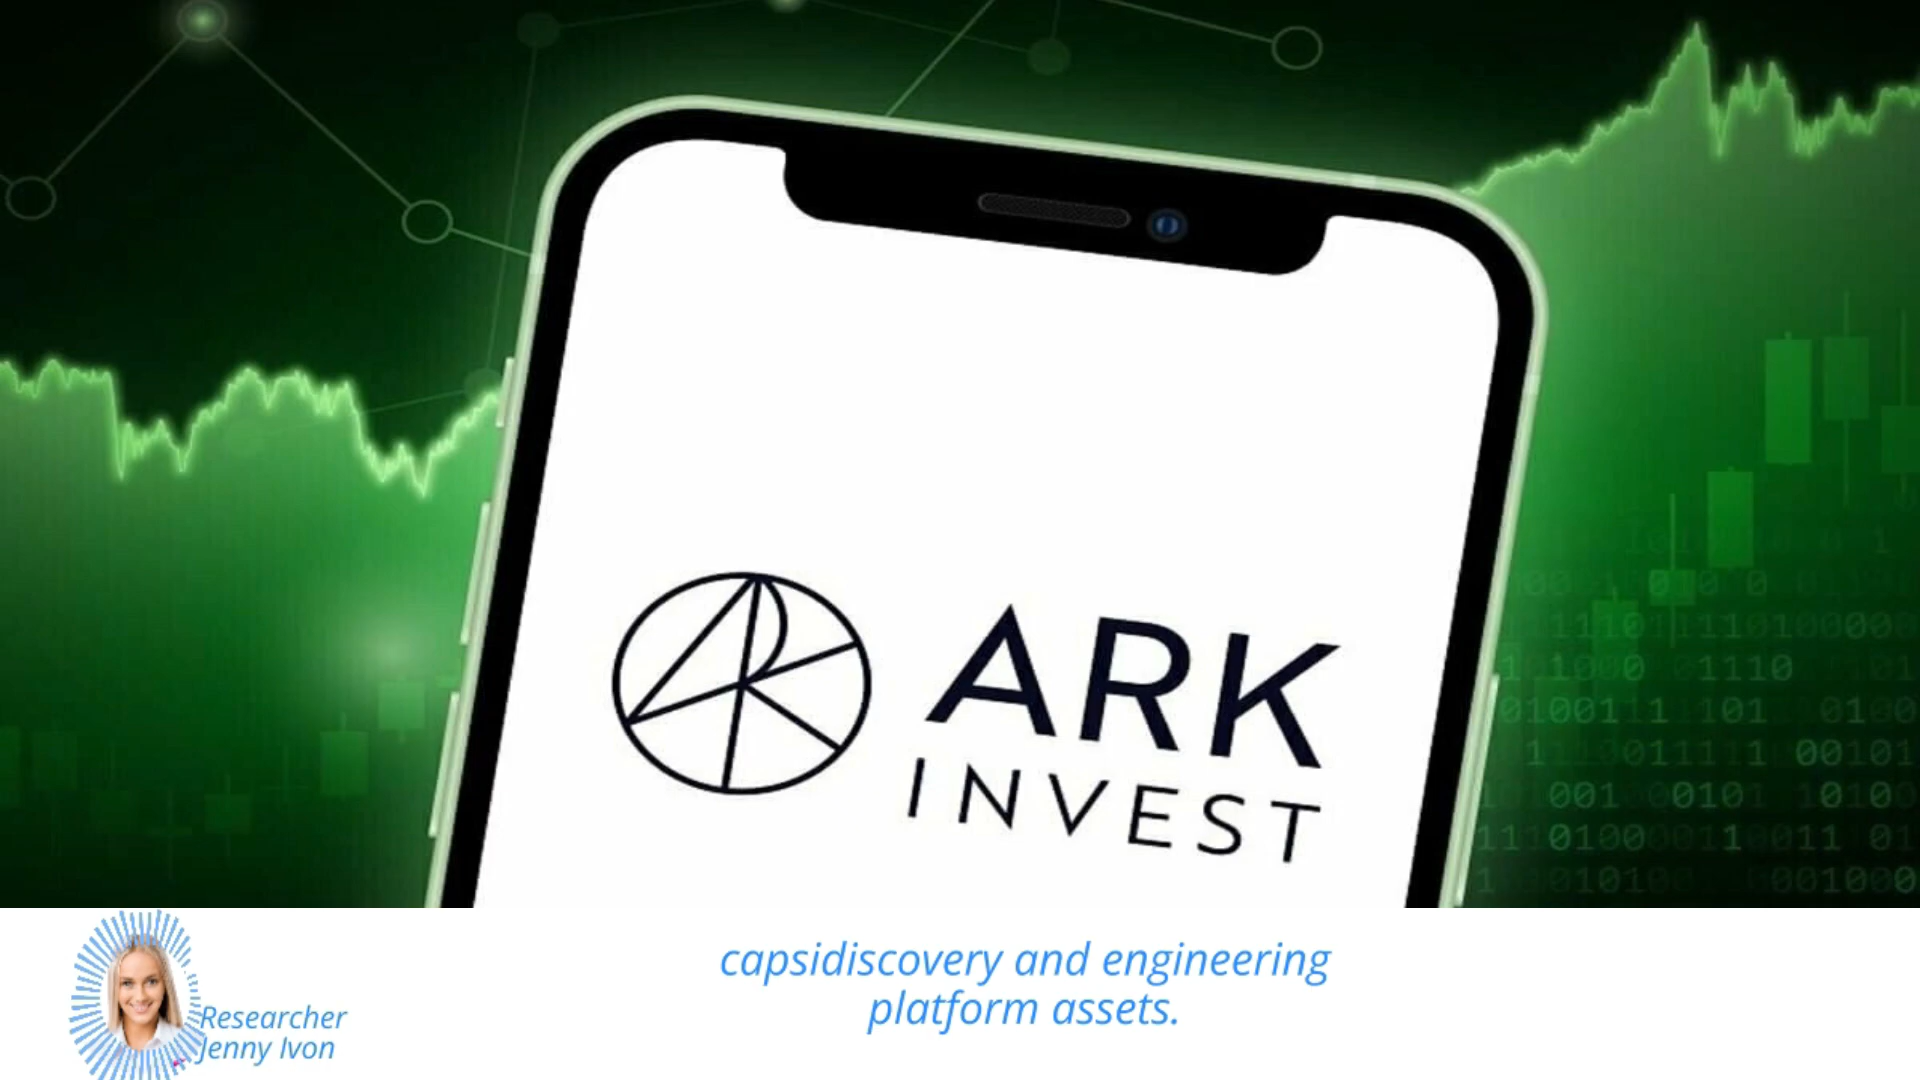 ARK
INVEST
capsidiscovery and engineering
platform assets.
Researcher
Jenny Ivon